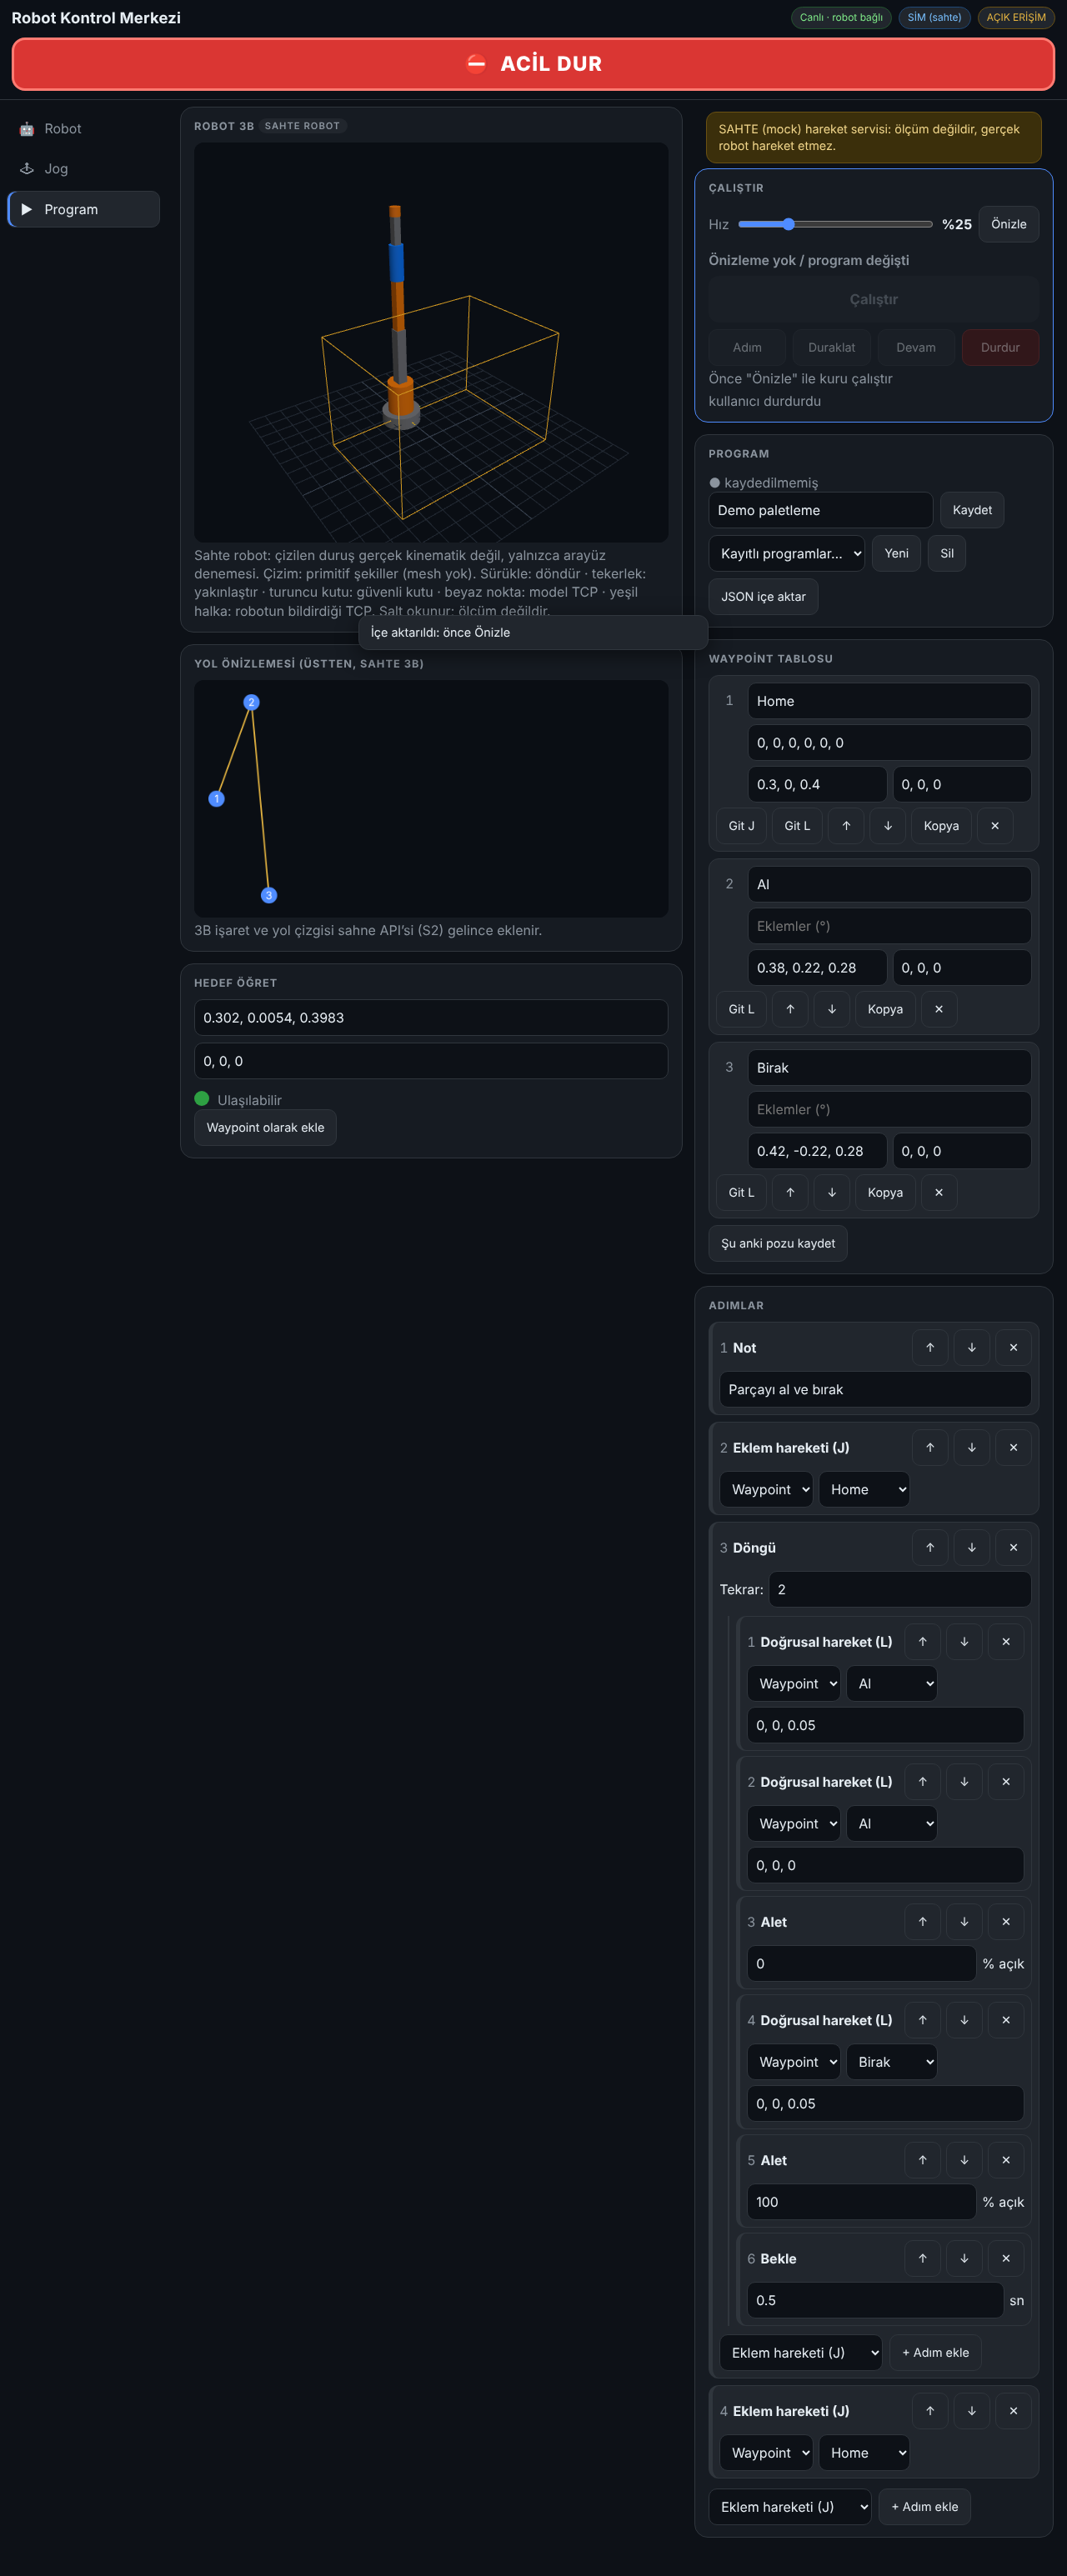 Robot Kontrol Merkezi
Canlı · robot bağlı
SİM (sahte)
AÇIK ERİŞİM
⛔ ACİL DUR
🤖 Robot
🕹 Jog
▶ Program
ROBOT 3B SAHTE ROBOT
Sahte robot: çizilen duruş gerçek kinematik değil, yalnızca arayüz
denemesi. Çizim: primitif şekiller (mesh yok). Sürükle: döndür · tekerlek:
yakınlaştır · turuncu kutu: güvenli kutu · beyaz nokta: model TCP · yeşil
halka: robotun bildirdiği TCP. Salt okunur: ölçüm değildir.
İçe aktarıldı: önce Önizle
YOL ÖNİZLEMESİ (ÜSTTEN, SAHTE 3B)
2
1
3
3B işaret ve yol çizgisi sahne API'si (S2) gelince eklenir.
HEDEF ÖĞRET
0.302, 0.0054, 0.3983
0, 0, 0
Ulaşılabilir
Waypoint olarak ekle
SAHTE (mock) hareket servisi: ölçüm değildir, gerçek
robot hareket etmez.
ÇALIŞTIR
Hız %25 Önizle
Önizleme yok / program değişti
Çalıştır
Adım Duraklat Devam Durdur
Önce "Önizle" ile kuru çalıştır
kullanıcı durdurdu
PROGRAM
● kaydedilmemiş
Demo paletleme Kaydet
Kayıtlı programlar... Yeni Sil
JSON içe aktar
WAYPOİNT TABLOSU
1 Home
0, 0, 0, 0, 0, 0
0.3, 0, 0.4 0, 0, 0
Git J Git L ↑ ↓ Kopya ✕
2 Al
Eklemler (°)
0.38, 0.22, 0.28 0, 0, 0
Git L ↑ ↓ Kopya ✕
3 Birak
Eklemler (°)
0.42, -0.22, 0.28 0, 0, 0
Git L ↑ ↓ Kopya ✕
Şu anki pozu kaydet
ADIMLAR
1 Not ↑ ↓ ✕
Parçayı al ve bırak
2 Eklem hareketi (J) ↑ ↓ ✕
Waypoint Home
3 Döngü ↑ ↓ ✕
Tekrar: 2
1 Doğrusal hareket (L) ↑ ↓ ✕
Waypoint Al
0, 0, 0.05
2 Doğrusal hareket (L) ↑ ↓ ✕
Waypoint Al
0, 0, 0
3 Alet ↑ ↓ ✕
0 % açık
4 Doğrusal hareket (L) ↑ ↓ ✕
Waypoint Birak
0, 0, 0.05
5 Alet ↑ ↓ ✕
100 % açık
6 Bekle ↑ ↓ ✕
0.5 sn
Eklem hareketi (J) + Adım ekle
4 Eklem hareketi (J) ↑ ↓ ✕
Waypoint Home
Eklem hareketi (J) + Adım ekle